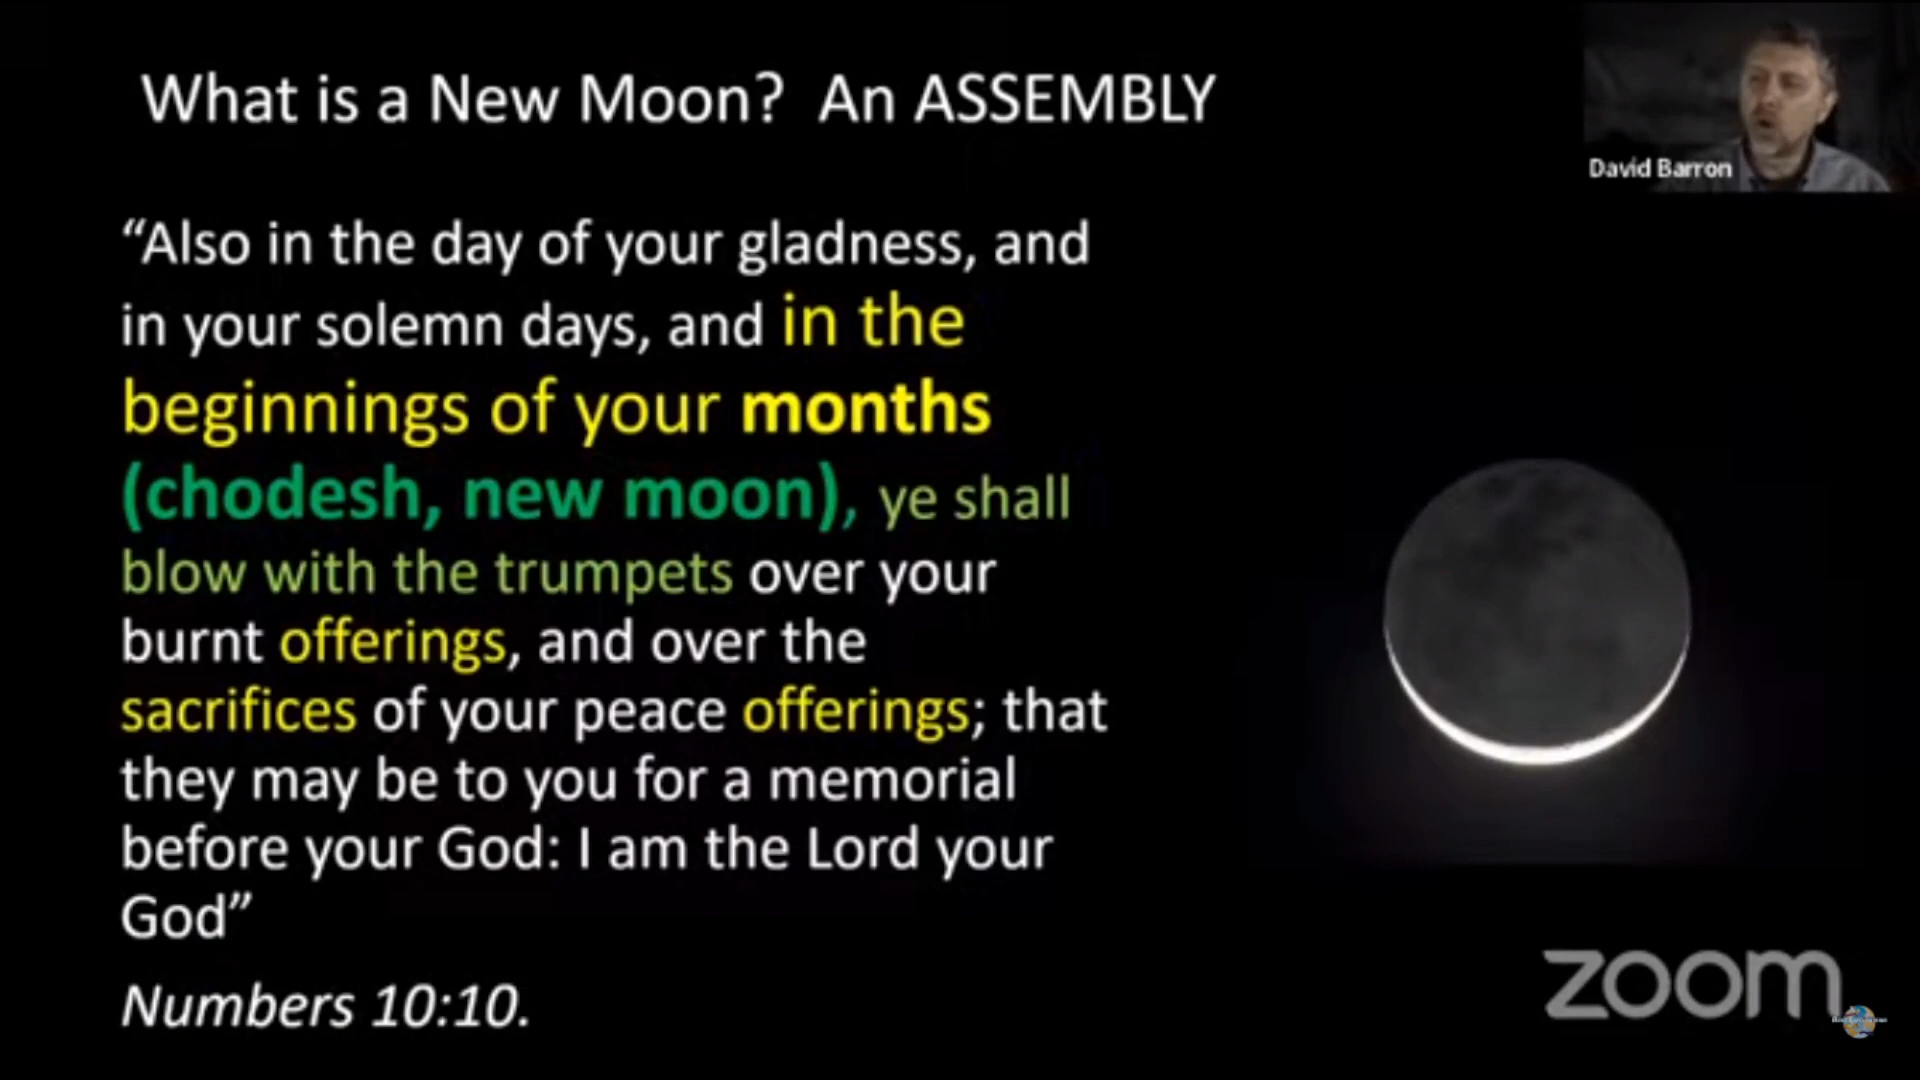 What is a New Moon?  An ASSEMBLY
David Barron
“Also in the day of your gladness, and
in your solemn days, and in the
beginnings of your months
(chodesh, new moon), ye shall
blow with the trumpets over your
burnt offerings, and over the
sacrifices of your peace offerings; that
they may be to you for a memorial
before your God: I am the Lord your
God”
Numbers 10:10.
zoom